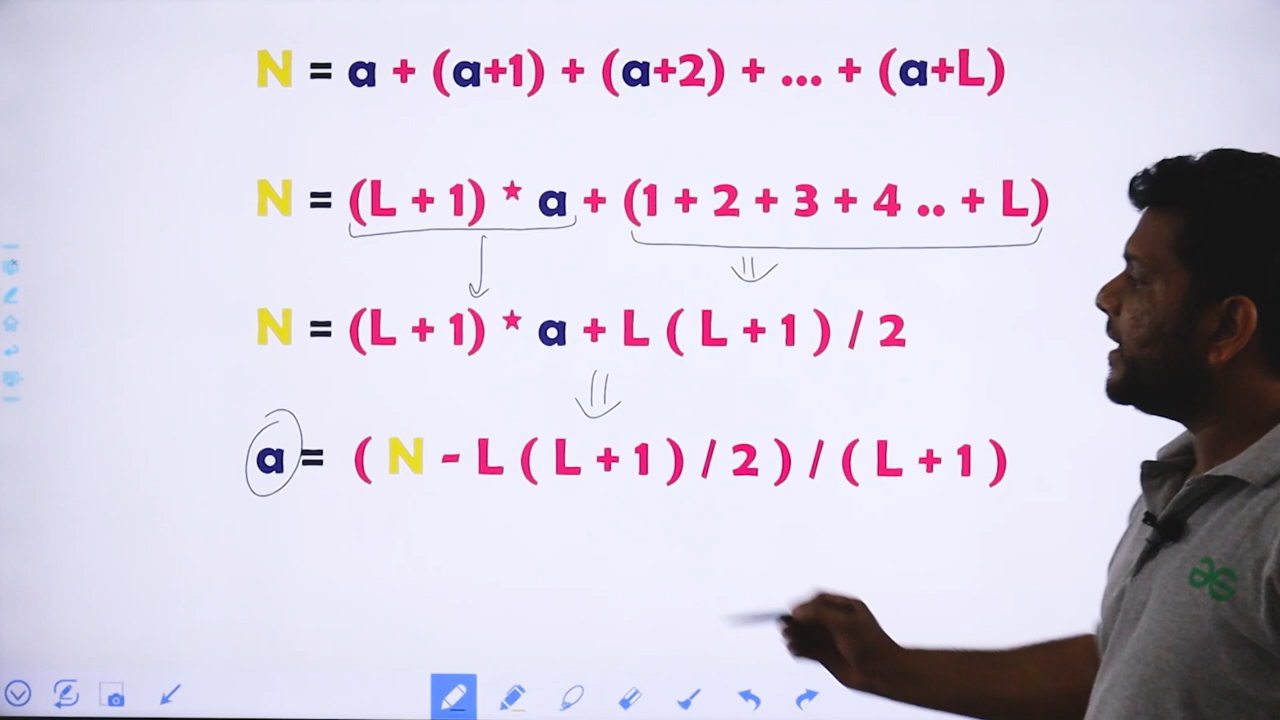 N = a + (a+1) + (a+2) + ... + (a+L)
N = (L + 1) * a + (1 + 2 + 3 + 4 .. + L)
N = (L + 1) * a + L ( L + 1 ) / 2
a = ( N - L ( L + 1 ) / 2 ) / ( L + 1 )